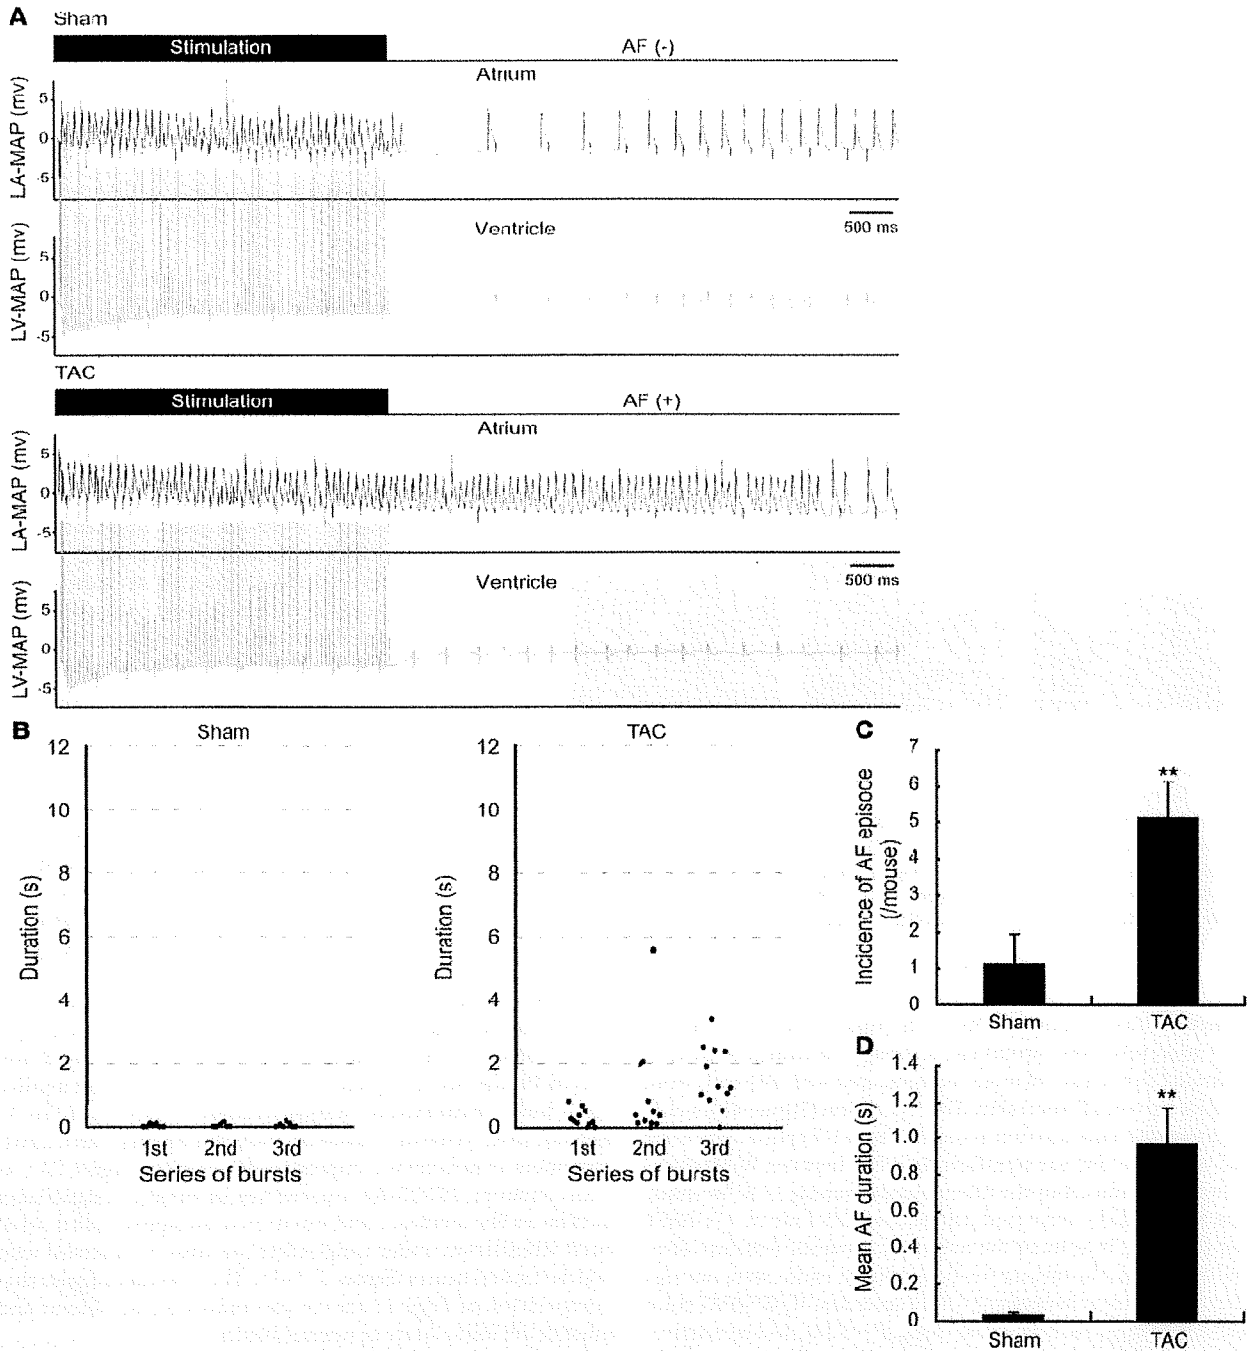 A
Sham
Stimulation
AF (-)
Atrium
LA-MAP (mv)
5
0
-5
500 ms
Ventricle
LV-MAP (mv)
5
0
-5
TAC
Stimulation
AF (+)
Atrium
LA-MAP (mv)
5
0
-5
500 ms
Ventricle
LV-MAP (mv)
5
0
-5
B
Sham
12
10
8
6
4
2
0
Duration (s)
1st 2nd 3rd
Series of bursts
TAC
12
10
8
6
4
2
0
Duration (s)
1st 2nd 3rd
Series of bursts
C
7
6
5
4
3
2
1
0
Incidence of AF episoce
(/mouse)
**
Sham TAC
D
1.4
1.2
1.0
0.8
0.6
0.4
0.2
0
Mean AF duration (s)
**
Sham TAC